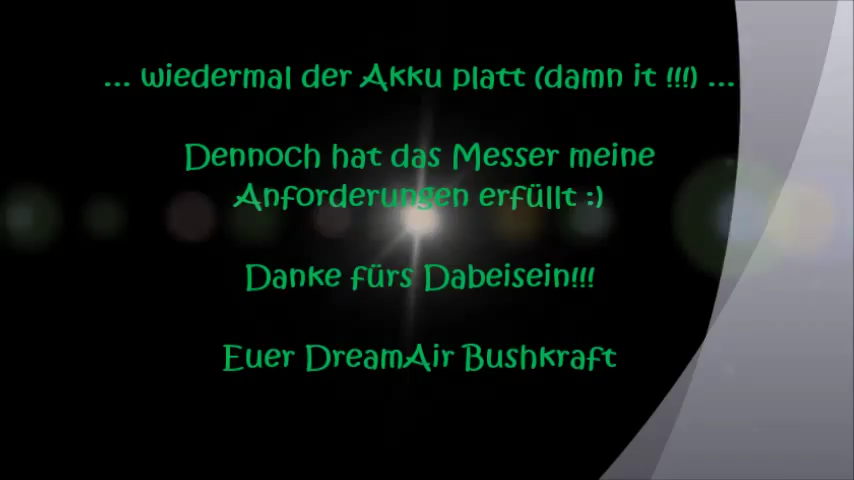 ... wiedermal der Akku platt (damn it !!!) ...
Dennoch hat das Messer meine
Anforderungen erfüllt :)
Danke fürs Dabeisein!!!
Euer DreamAir Bushkraft